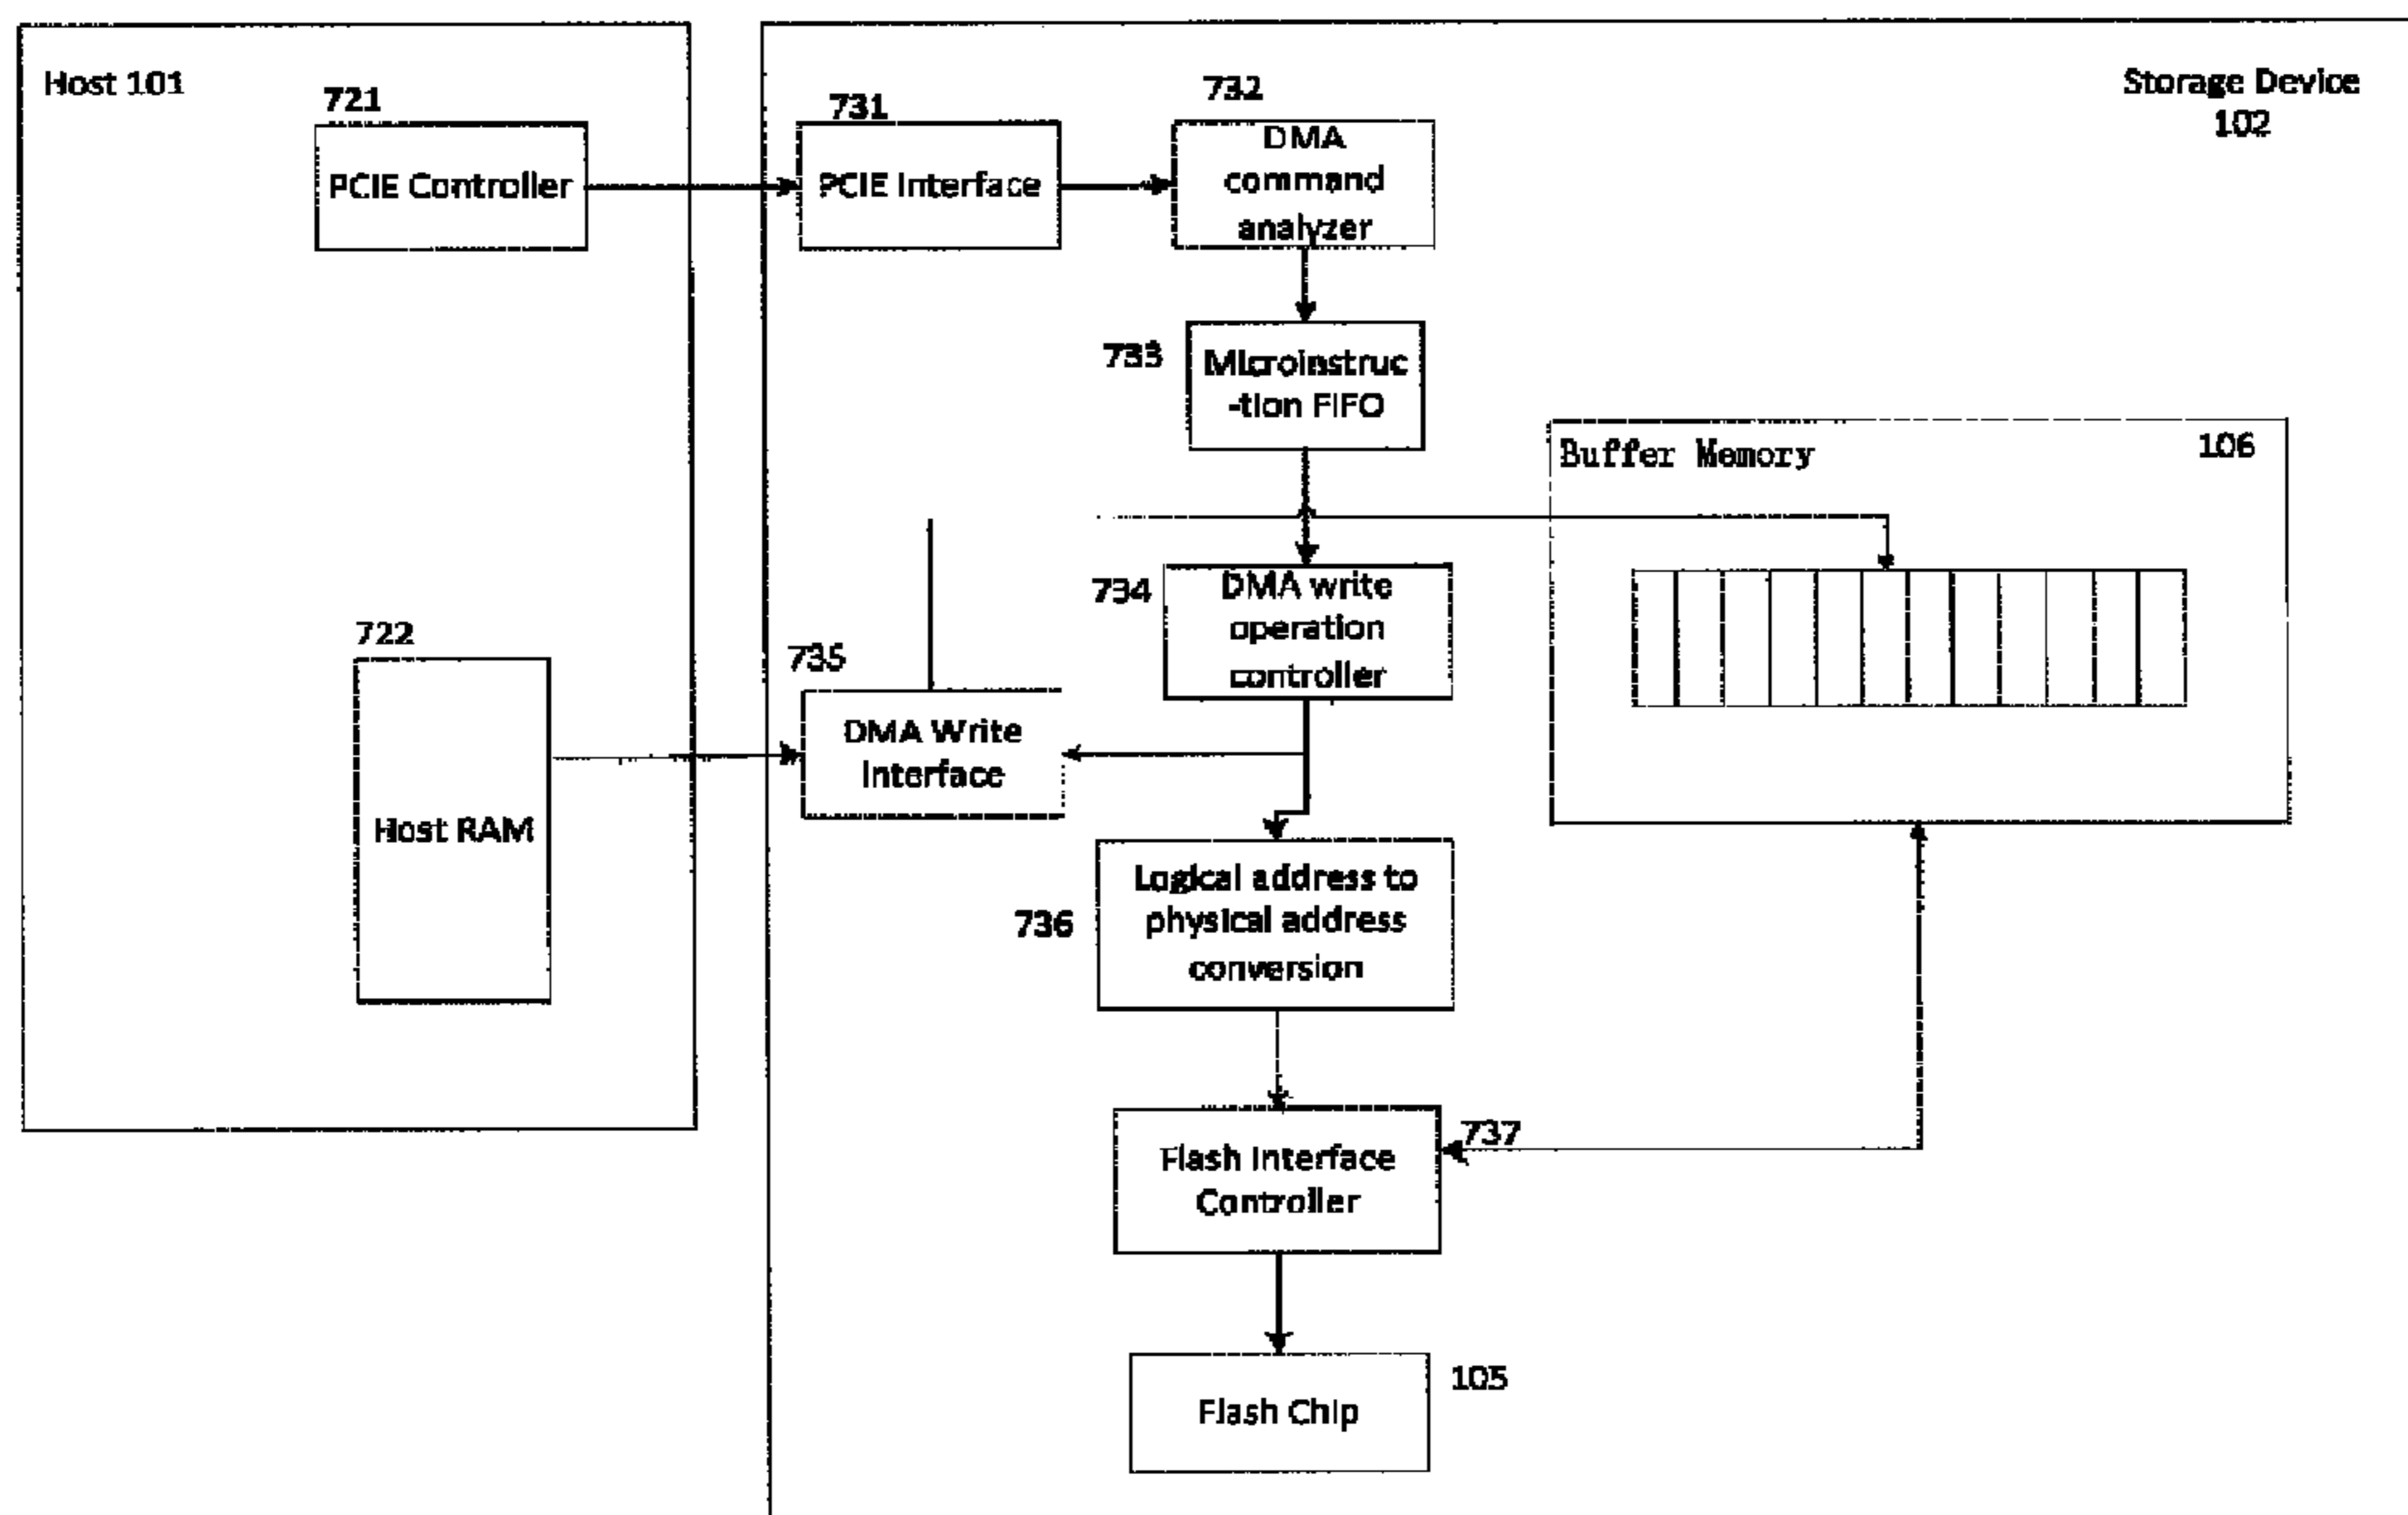 Host 101
721
PCIE Controller
722
Host RAM
Storage Device
102
731
PCIE Interface
732
DMA
command
analyzer
733
Microinstruc
-tion FIFO
Buffer Memory
106
734
DMA write
operation
controller
735
DMA Write
Interface
736
Logical address to
physical address
conversion
737
Flash Interface
Controller
105
Flash Chip